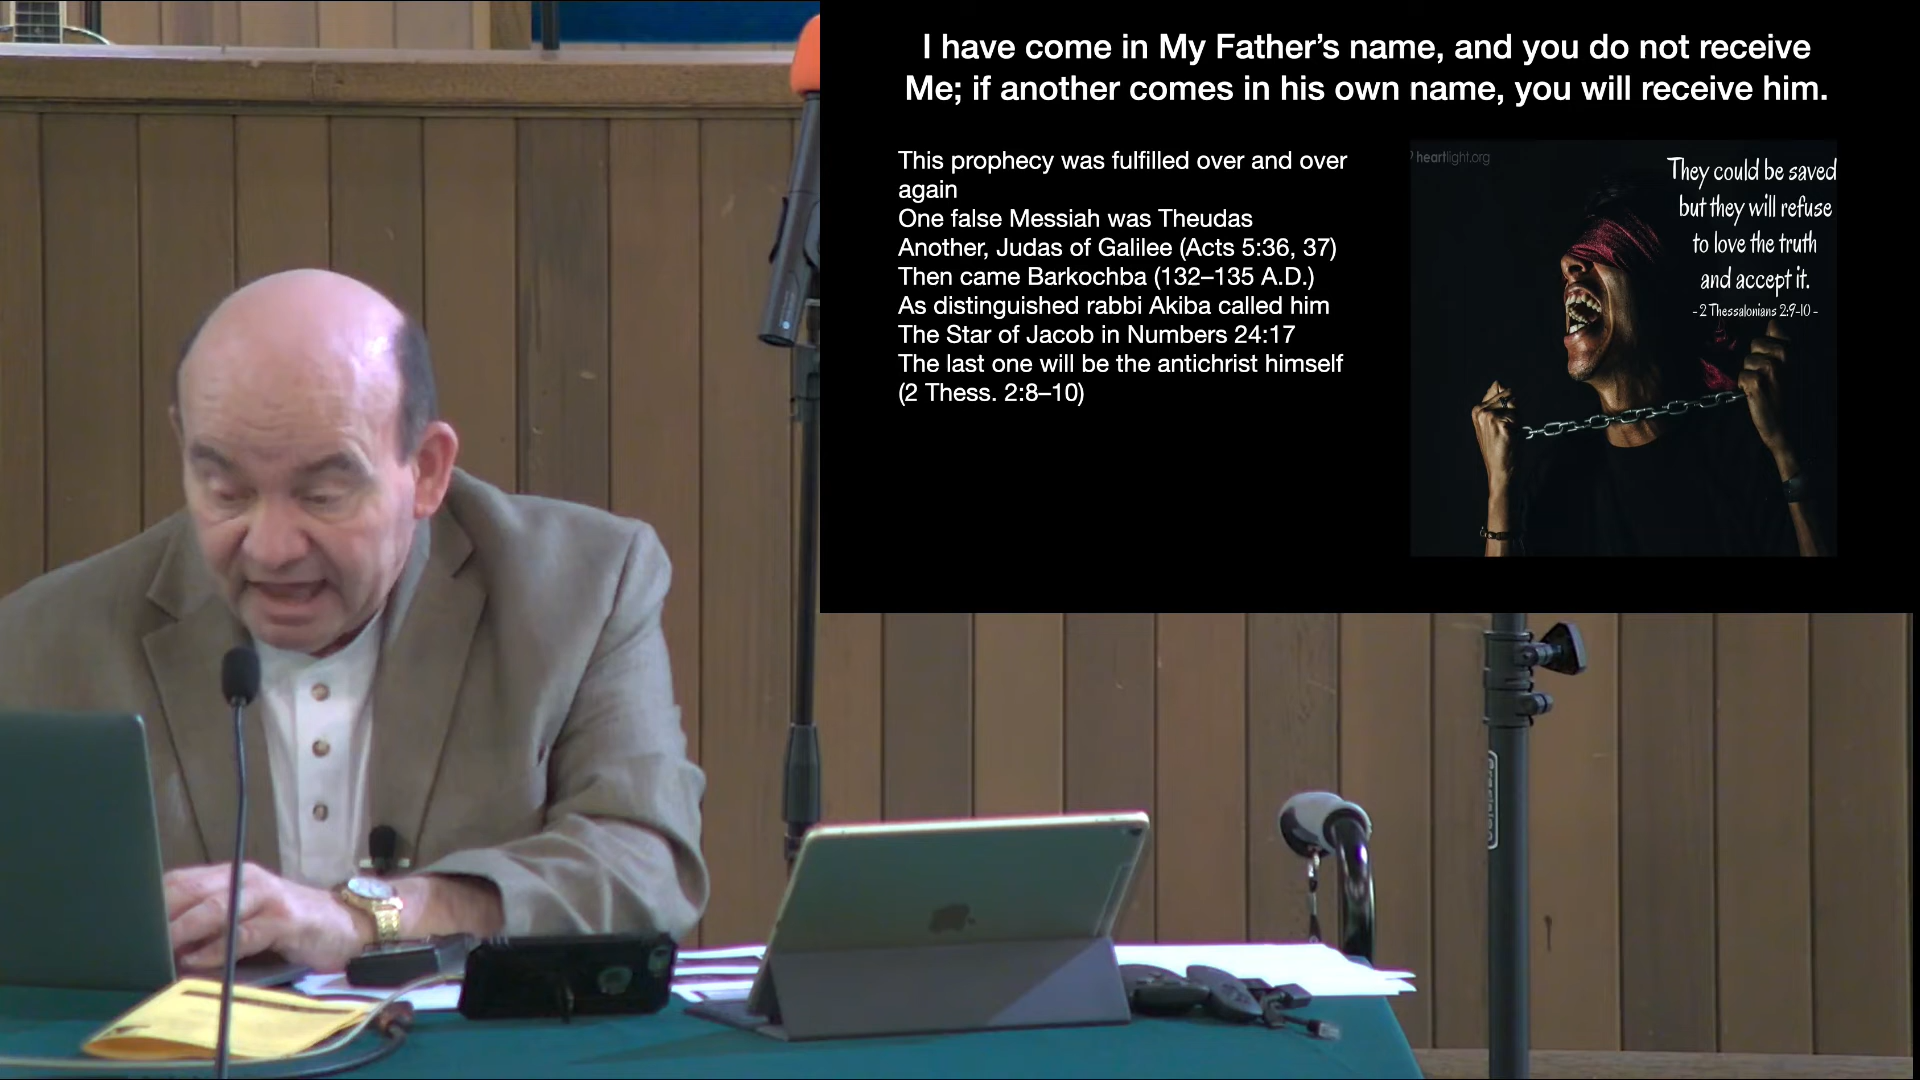 I have come in My Father’s name, and you do not receive
Me; if another comes in his own name, you will receive him.
This prophecy was fulfilled over and over
again
One false Messiah was Theudas
Another, Judas of Galilee (Acts 5:36, 37)
Then came Barkochba (132–135 A.D.)
As distinguished rabbi Akiba called him
The Star of Jacob in Numbers 24:17
The last one will be the antichrist himself
(2 Thess. 2:8–10)
heartlight.org
They could be saved
but they will refuse
to love the truth
and accept it.
- 2 Thessalonians 2:9-10 -